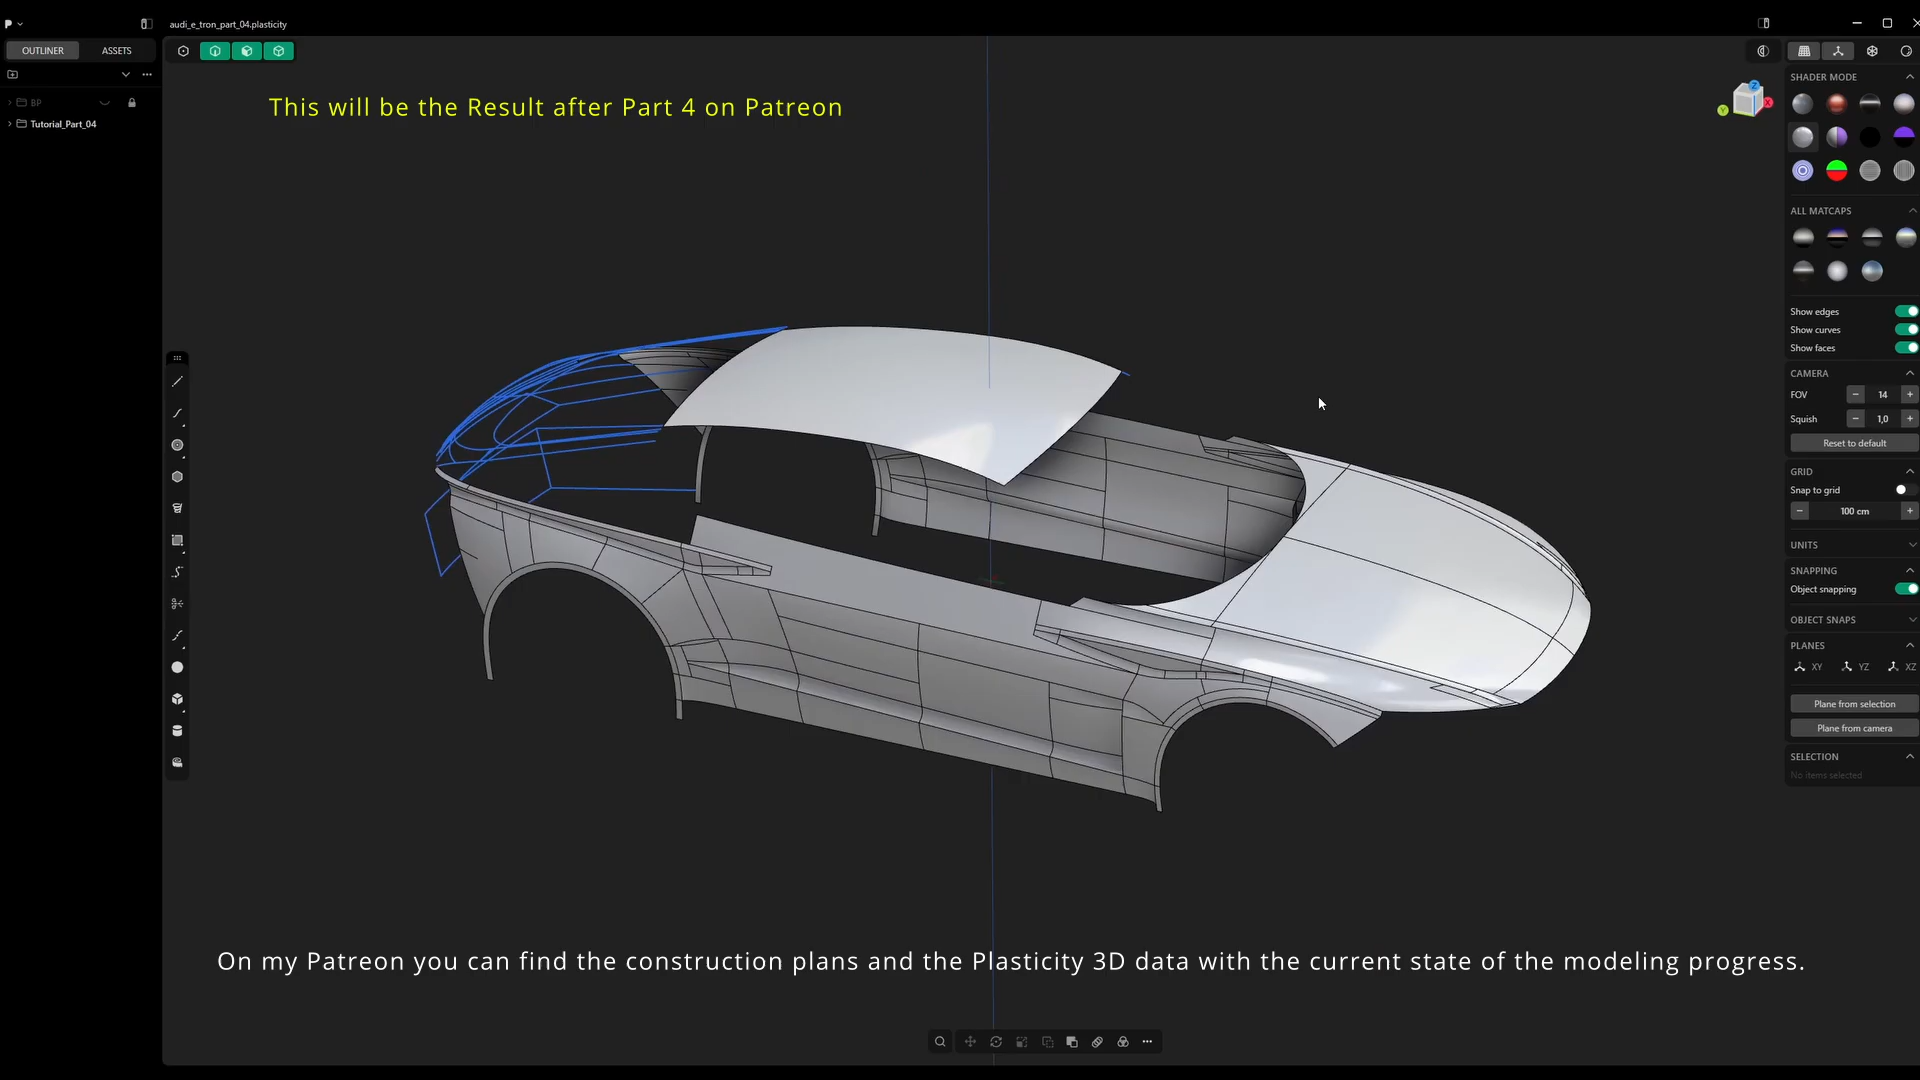 audi_e_tron_part_04.plasticity
OUTLINER
ASSETS
BP
Tutorial_Part_04
This will be the Result after Part 4 on Patreon
Z
X
Y
SHADER MODE
ALL MATCAPS
Show edges
Show curves
Show faces
CAMERA
FOV
− 14 +
Squish
− 1,0 +
Reset to default
GRID
Snap to grid
− 100 cm +
UNITS
SNAPPING
Object snapping
OBJECT SNAPS
PLANES
XY YZ XZ
Plane from selection
Plane from camera
SELECTION
No items selected
On my Patreon you can find the construction plans and the Plasticity 3D data with the current state of the modeling progress.